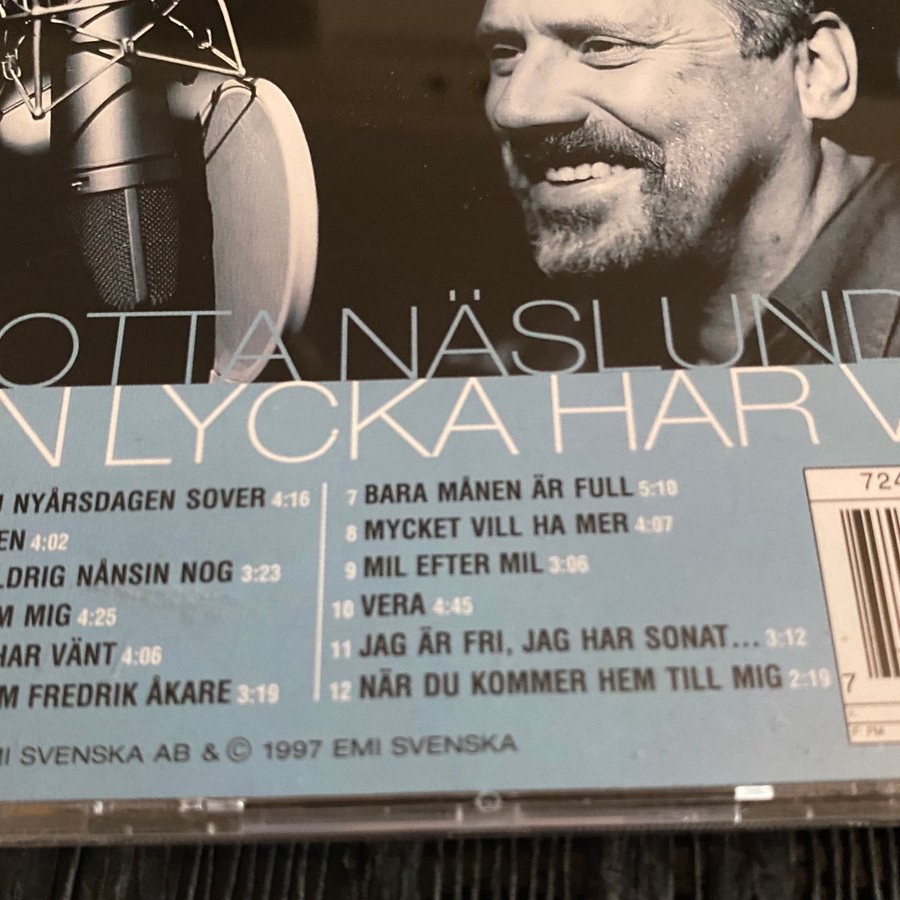 OTTA NÄSLUND
N LYCKA HAR V
NYÅRSDAGEN SOVER 4:16
EN 4:02
LDRIG NÅNSIN NOG 3:23
M MIG 4:25
HAR VÄNT 4:06
M FREDRIK ÅKARE 3:19
7 BARA MÅNEN ÄR FULL 5:10
8 MYCKET VILL HA MER 4:07
9 MIL EFTER MIL 3:06
10 VERA 4:45
11 JAG ÄR FRI, JAG HAR SONAT... 3:12
12 NÄR DU KOMMER HEM TILL MIG 2:19
MI SVENSKA AB & © 1997 EMI SVENSKA
724
7